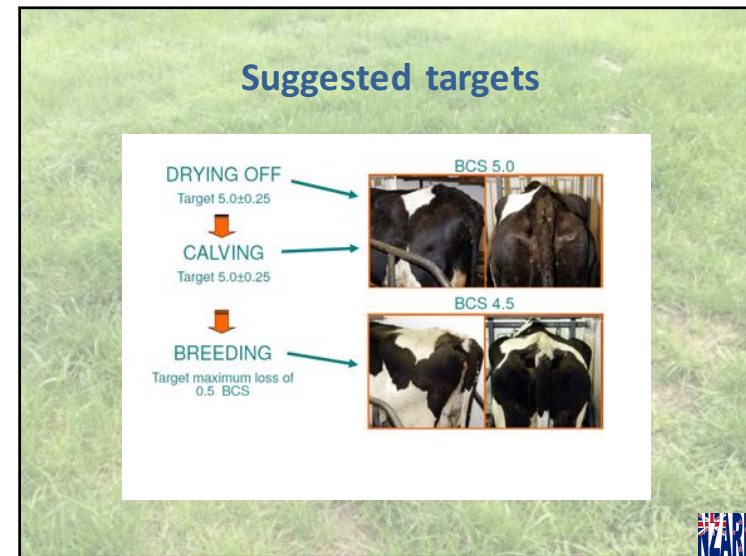 Suggested targets
DRYING OFF
Target 5.0±0.25
CALVING
Target 5.0±0.25
BREEDING
Target maximum loss of
0.5 BCS
BCS 5.0
BCS 4.5